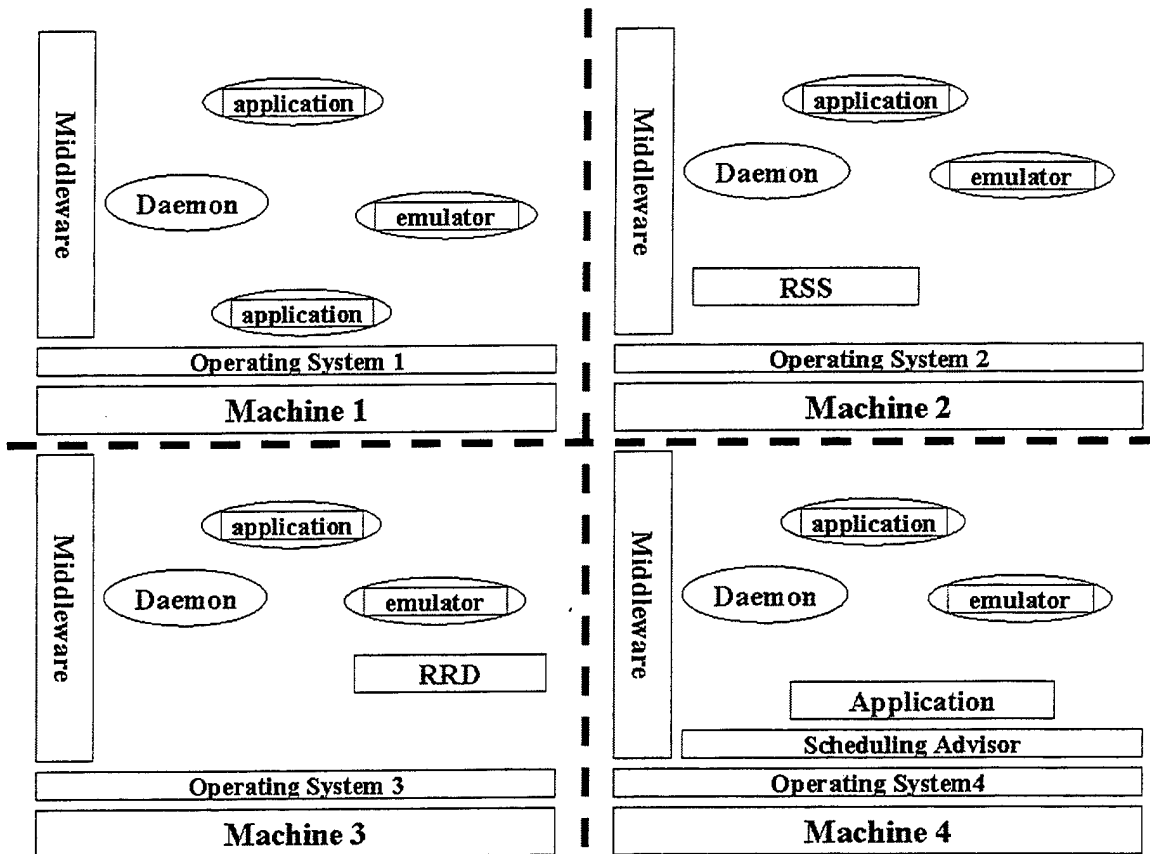 Middleware
application
Daemon
emulator
application
Operating System 1
Machine 1
Middleware
application
Daemon
emulator
RSS
Operating System 2
Machine 2
Middleware
application
Daemon
emulator
RRD
Operating System 3
Machine 3
Middleware
application
Daemon
emulator
Application
Scheduling Advisor
Operating System4
Machine 4